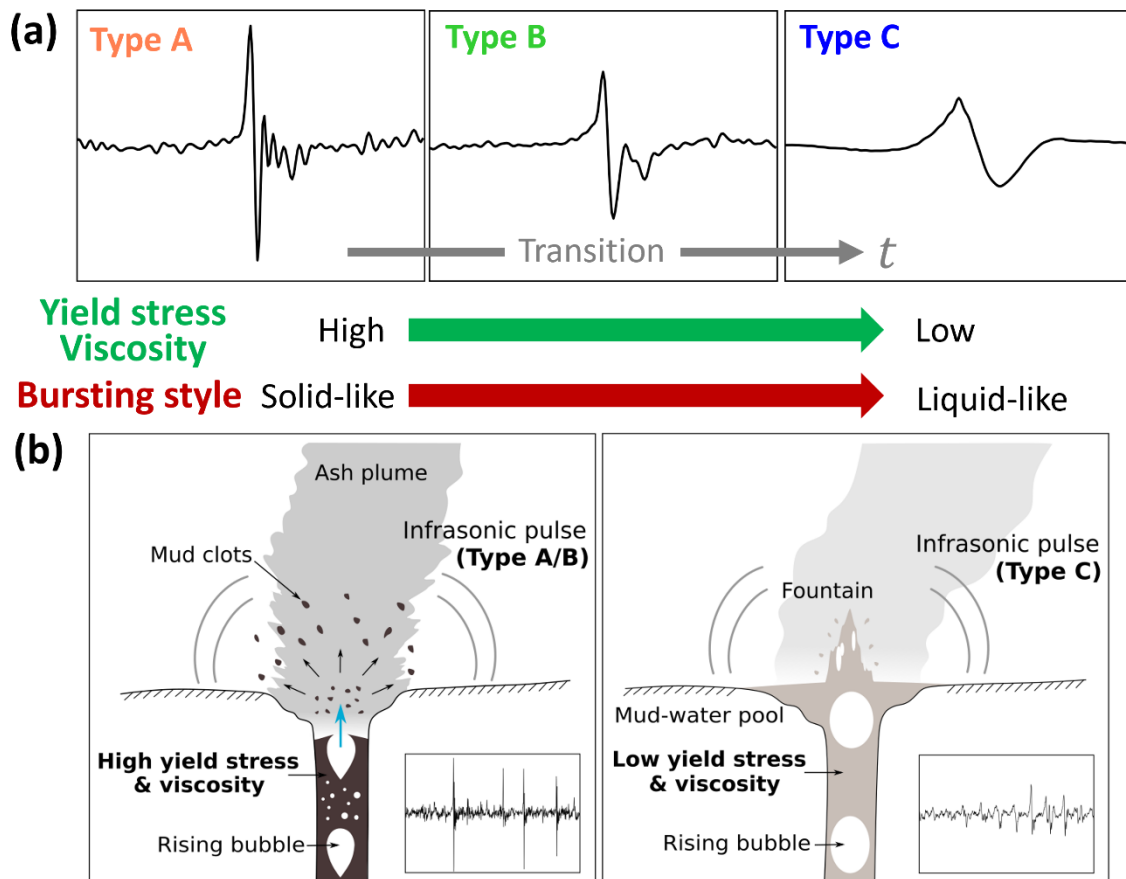 (a)
Type A
Type B
Type C
Transition
t
Yield stress
Viscosity
High
Low
Bursting style
Solid-like
Liquid-like
(b)
Ash plume
Infrasonic pulse
(Type A/B)
Mud clots
High yield stress
& viscosity
Rising bubble
Infrasonic pulse
(Type C)
Fountain
Mud-water pool
Low yield stress
& viscosity
Rising bubble